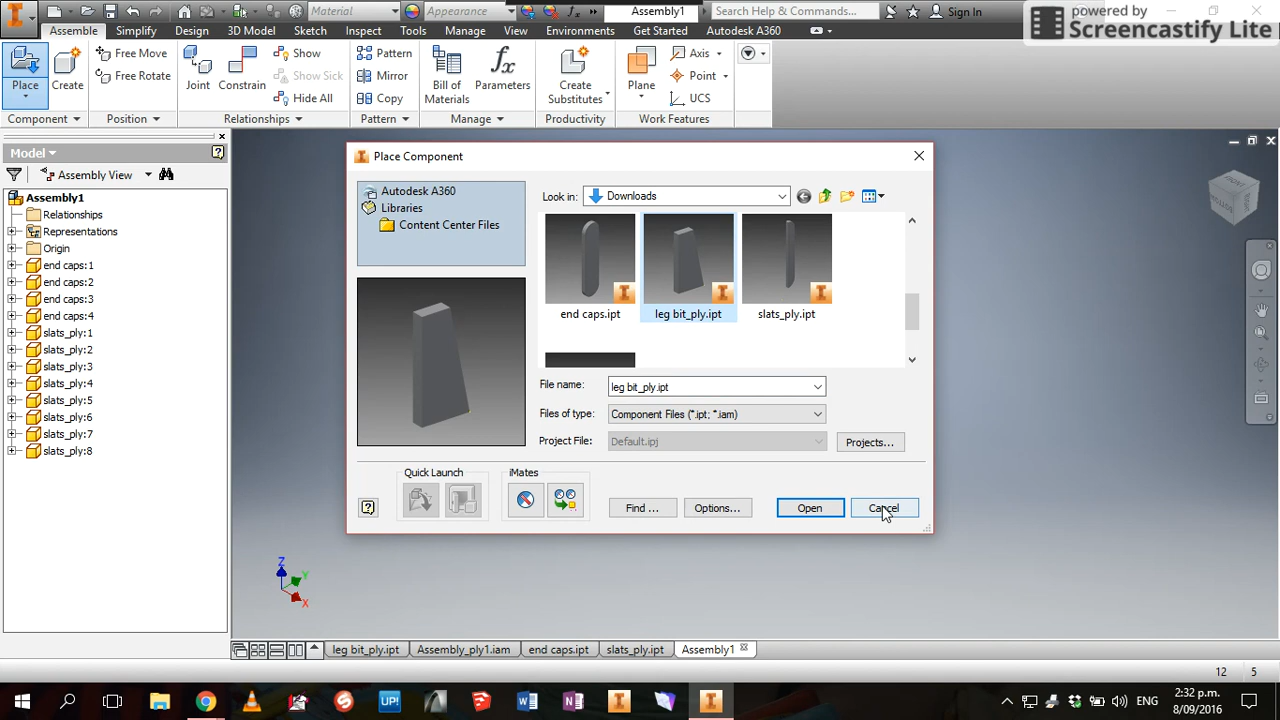 Material
Appearance
Assembly1
Search Help & Commands...
Sign In
powered by
Screencastify Lite
Assemble Simplify Design 3D Model Sketch Inspect Tools Manage View Environments Get Started Autodesk A360
Place
Create
Free Move
Free Rotate
Joint
Constrain
Show
Show Sick
Hide All
Pattern
Mirror
Copy
Bill of
Materials
Parameters
Create
Substitutes
Plane
Axis
Point
UCS
Component Position Relationships Pattern Manage Productivity Work Features
Model
Assembly View
Assembly1
Relationships
Representations
Origin
end caps:1
end caps:2
end caps:3
end caps:4
slats_ply:1
slats_ply:2
slats_ply:3
slats_ply:4
slats_ply:5
slats_ply:6
slats_ply:7
slats_ply:8
Place Component
Autodesk A360
Libraries
Content Center Files
Look in: Downloads
end caps.ipt leg bit_ply.ipt slats_ply.ipt
File name: leg bit_ply.ipt
Files of type: Component Files (*.ipt; *.iam)
Project File: Default.ipj Projects...
Quick Launch iMates
Find ... Options... Open Cancel
FRONT
Z
Y
X
leg bit_ply.ipt Assembly_ply1.iam end caps.ipt slats_ply.ipt Assembly1
12 5
UP!
ENG
2:32 p.m.
8/09/2016